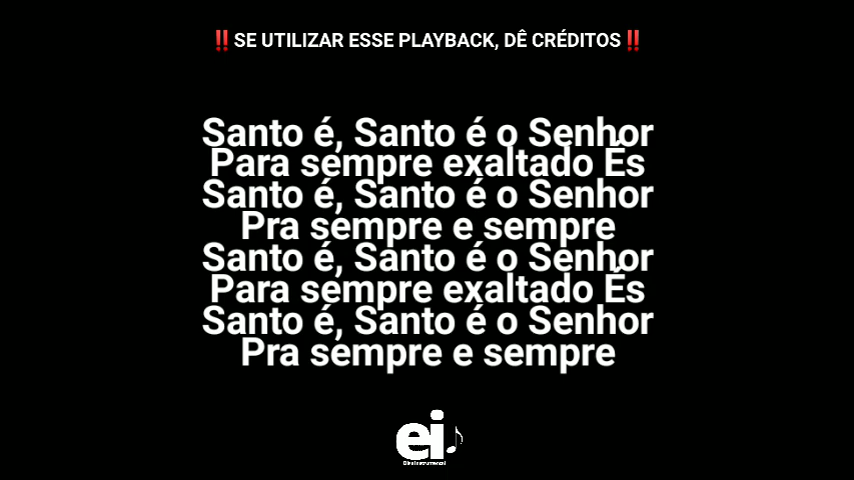 ‼️SE UTILIZAR ESSE PLAYBACK, DÊ CRÉDITOS‼️
Santo é, Santo é o Senhor
Para sempre exaltado És
Santo é, Santo é o Senhor
Pra sempre e sempre
Santo é, Santo é o Senhor
Para sempre exaltado És
Santo é, Santo é o Senhor
Pra sempre e sempre
ei